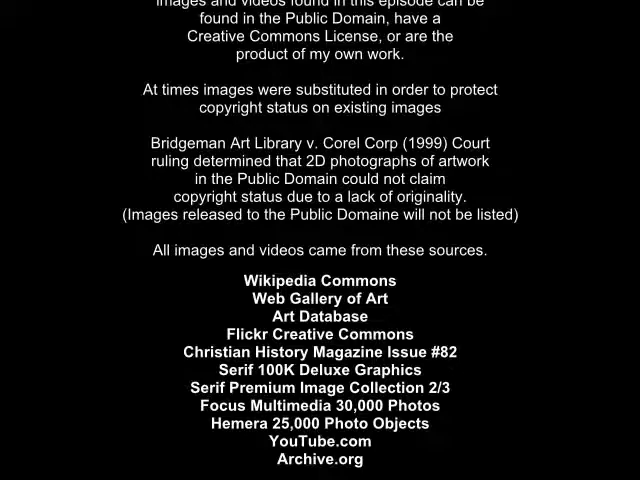 images and videos found in this episode can be
found in the Public Domain, have a
Creative Commons License, or are the
product of my own work.
At times images were substituted in order to protect
copyright status on existing images
Bridgeman Art Library v. Corel Corp (1999) Court
ruling determined that 2D photographs of artwork
in the Public Domain could not claim
copyright status due to a lack of originality.
(Images released to the Public Domaine will not be listed)
All images and videos came from these sources.
Wikipedia Commons
Web Gallery of Art
Art Database
Flickr Creative Commons
Christian History Magazine Issue #82
Serif 100K Deluxe Graphics
Serif Premium Image Collection 2/3
Focus Multimedia 30,000 Photos
Hemera 25,000 Photo Objects
YouTube.com
Archive.org